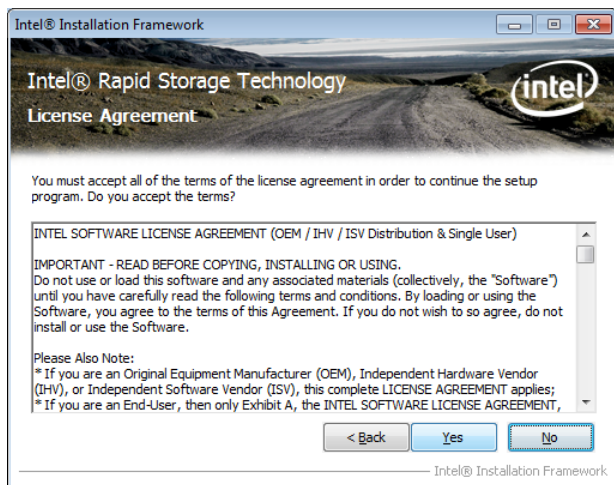 Intel® Installation Framework
Intel® Rapid Storage Technology
intel
License Agreement
You must accept all of the terms of the license agreement in order to continue the setup
program. Do you accept the terms?
INTEL SOFTWARE LICENSE AGREEMENT (OEM / IHV / ISV Distribution & Single User)
IMPORTANT - READ BEFORE COPYING, INSTALLING OR USING.
Do not use or load this software and any associated materials (collectively, the "Software")
until you have carefully read the following terms and conditions. By loading or using the
Software, you agree to the terms of this Agreement. If you do not wish to so agree, do not
install or use the Software.
Please Also Note:
* If you are an Original Equipment Manufacturer (OEM), Independent Hardware Vendor
(IHV), or Independent Software Vendor (ISV), this complete LICENSE AGREEMENT applies;
* If you are an End-User, then only Exhibit A, the INTEL SOFTWARE LICENSE AGREEMENT,
< Back Yes No
Intel® Installation Framework